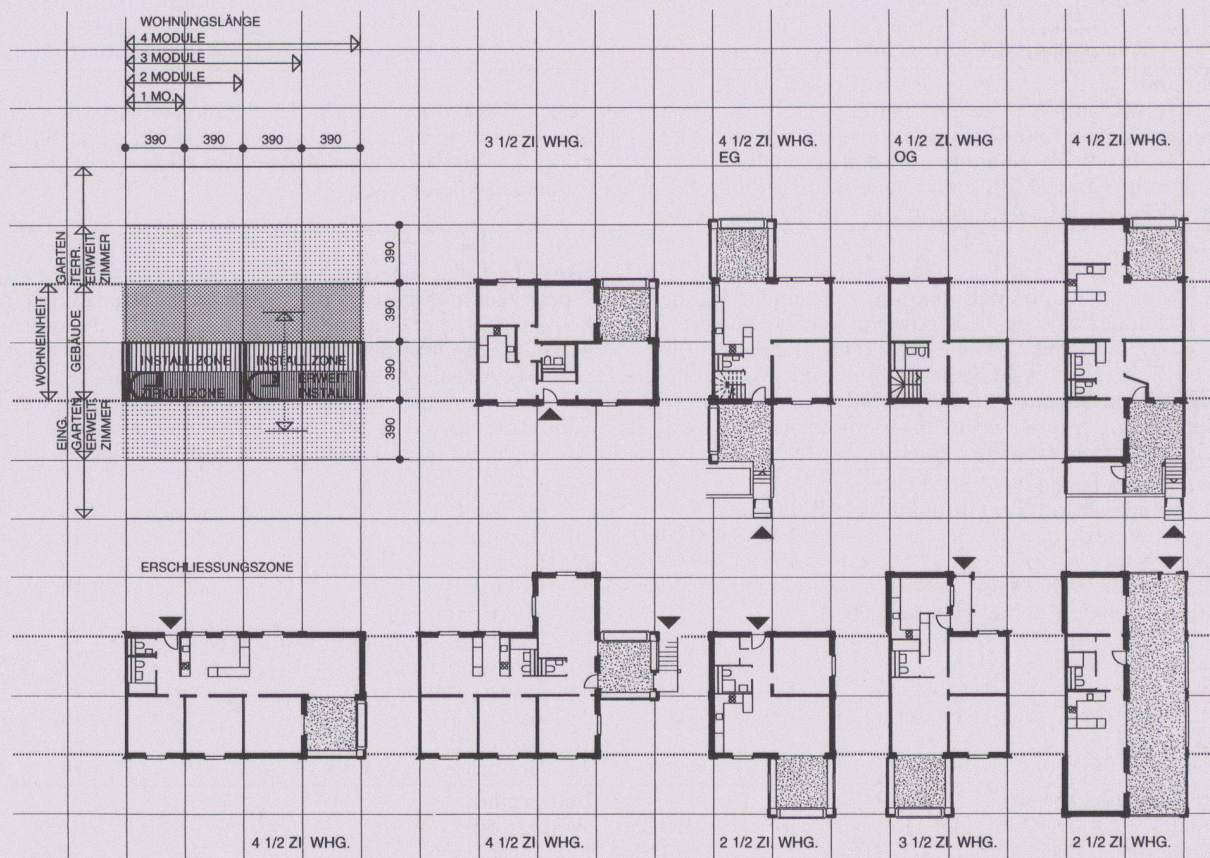 WOHNUNGSLÄNGE
4 MODULE
3 MODULE
2 MODULE
1 MO.
390 390 390 390
3 1/2 ZI. WHG.
4 1/2 ZI. WHG.
EG
4 1/2 ZI. WHG
OG
4 1/2 ZI. WHG.
GARTEN
TERR.
ERWEIT
ZIMMER
WOHNEINHEIT
GEBÄUDE
EING.
GARTEN
ERWEIT
ZIMMER
390
390
390
390
INSTALL ZONE INSTALL ZONE
ZIRKULZONE
ERWEIT
INSTALL
ERSCHLIESSUNGSZONE
4 1/2 ZI. WHG.
4 1/2 ZI. WHG.
2 1/2 ZI. WHG.
3 1/2 ZI. WHG.
2 1/2 ZI. WHG.